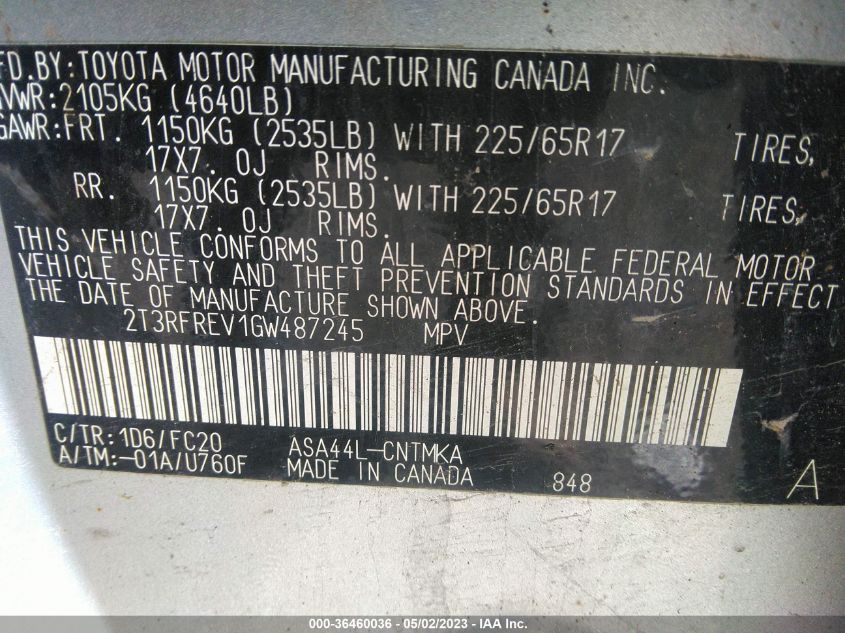 FD.BY:TOYOTA MOTOR MANUFACTURING CANADA INC.
VWR:2105KG (4640LB)
GAWR:FRT. 1150KG (2535LB) WITH 225/65R17 TIRES,
17X7.0J RIMS.
RR. 1150KG (2535LB) WITH 225/65R17 TIRES,
17X7.0J RIMS.
THIS VEHICLE CONFORMS TO ALL APPLICABLE FEDERAL MOTOR
VEHICLE SAFETY AND THEFT PREVENTION STANDARDS IN EFFECT
THE DATE OF MANUFACTURE SHOWN ABOVE.
2T3RFREV1GW487245 MPV
C/TR:1D6/FC20 ASA44L-CNTMKA
A/TM:-01A/U760F MADE IN CANADA 848 A
000-36460036 - 05/02/2023 - IAA Inc.